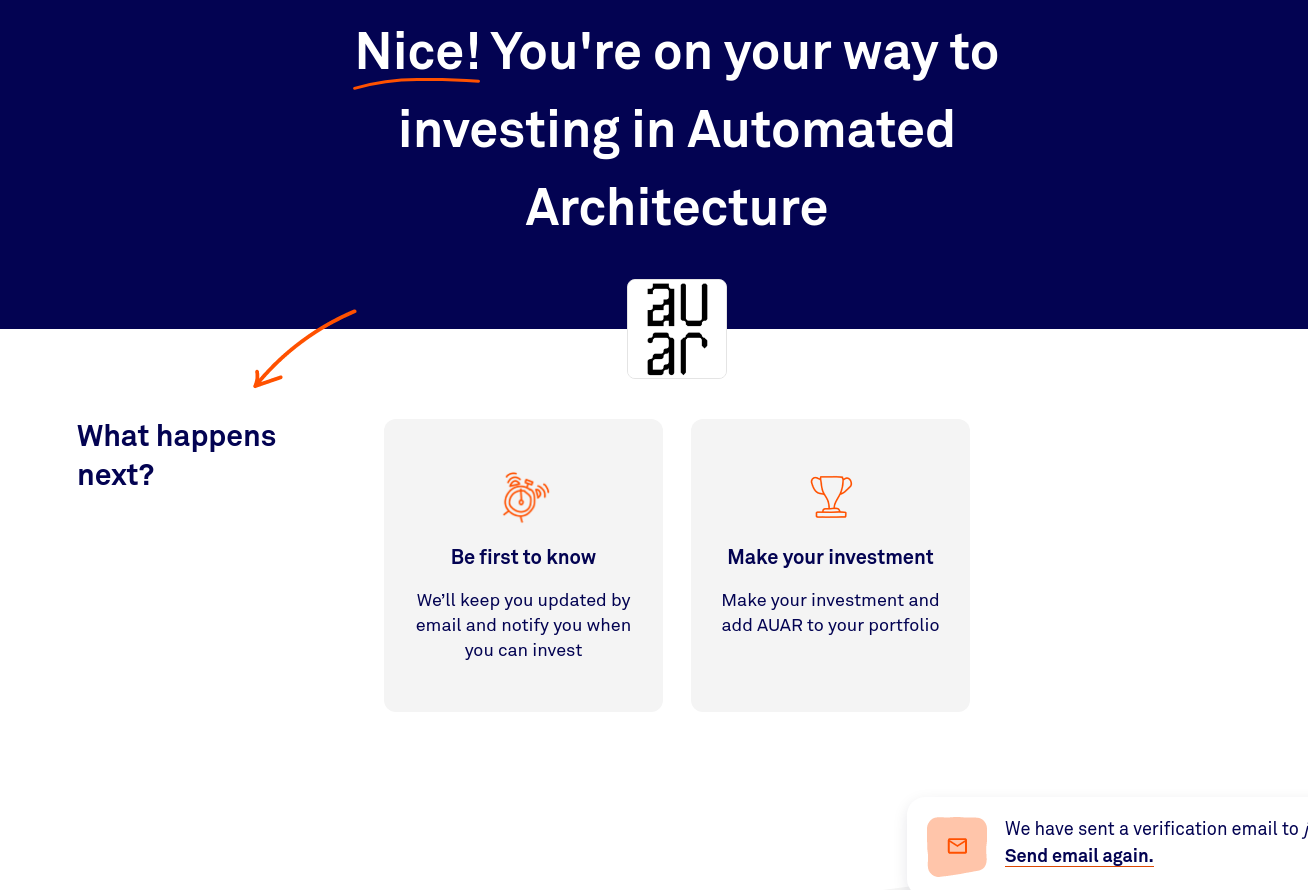 Nice! You're on your way to
investing in Automated
Architecture
au
ar
What happens
next?
Be first to know
We’ll keep you updated by
email and notify you when
you can invest
Make your investment
Make your investment and
add AUAR to your portfolio
We have sent a verification email to
Send email again.